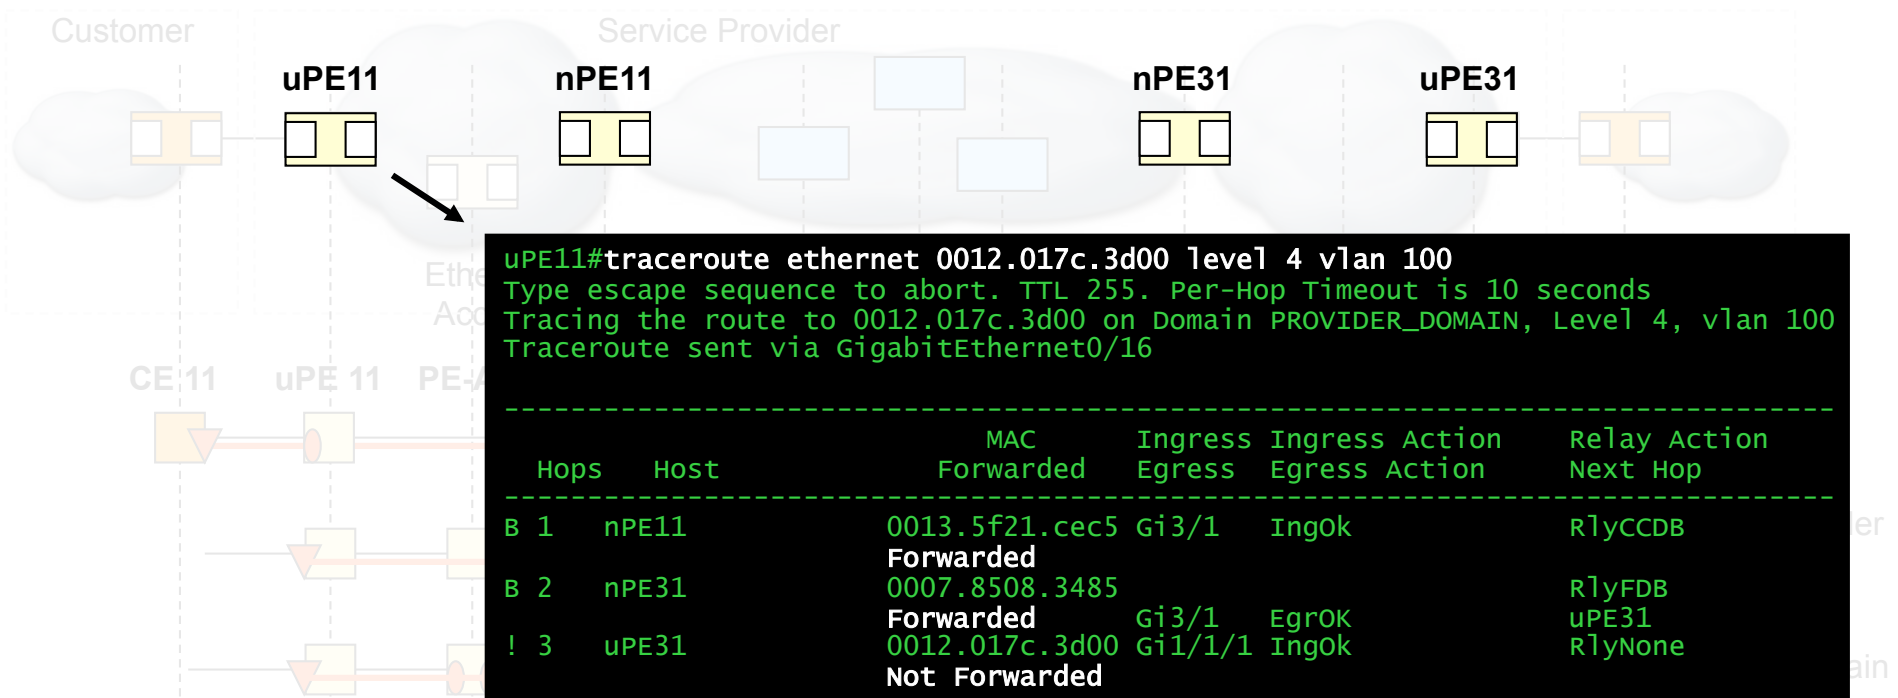 Customer
Service Provider
uPE11
nPE11
nPE31
uPE31
uPE11#traceroute ethernet 0012.017c.3d00 level 4 vlan 100
Type escape sequence to abort. TTL 255. Per-Hop Timeout is 10 seconds
Tracing the route to 0012.017c.3d00 on Domain PROVIDER_DOMAIN, Level 4, vlan 100
Traceroute sent via GigabitEthernet0/16
--------------------------------------------------------------------------------
MAC Ingress Ingress Action Relay Action
Hops Host Forwarded Egress Egress Action Next Hop
--------------------------------------------------------------------------------
B 1 nPE11 0013.5f21.cec5 Gi3/1 IngOk RlyCCDB
Forwarded
B 2 nPE31 0007.8508.3485 RlyFDB
Forwarded Gi3/1 EgrOK uPE31
! 3 uPE31 0012.017c.3d00 Gi1/1/1 IngOk RlyNone
Not Forwarded
CE 11
uPE 11